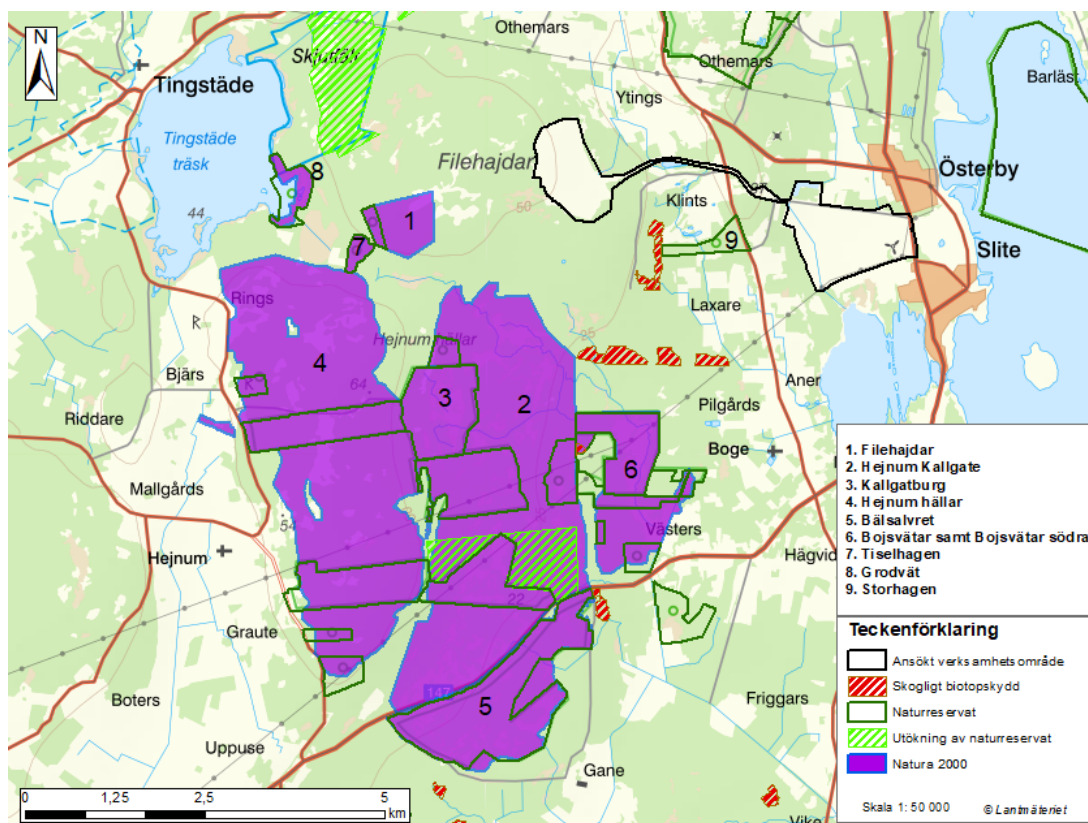 Othemars
N
Skjutfält
Tingstäde
Othemars
Barläst
Ytings
Tingstäde
träsk
Filehajdar
8
Österby
50
Klints
27
44
1
7
9
Slite
Rings
Laxare
R
25
Hejnum hällar
4
Bjärs
64
3
2
Aner
R
Riddare
Pilgårds
Boge
6
Mallgårds
54
Västers
Hejnum
Hägvid
22
Graute
147
Boters
5
Friggars
Uppuse
Gane
Vike
1. Filehajdar
2. Hejnum Kallgate
3. Kallgatburg
4. Hejnum hällar
5. Bälsalvret
6. Bojsvätar samt Bojsvätar södra
7. Tiselhagen
8. Grodvät
9. Storhagen
Teckenförklaring
Ansökt verksamhetsområde
Skogligt biotopskydd
Naturreservat
Utökning av naturreservat
Natura 2000
Skala 1: 50 000 © Lantmäteriet
0 1,25 2,5 5
km